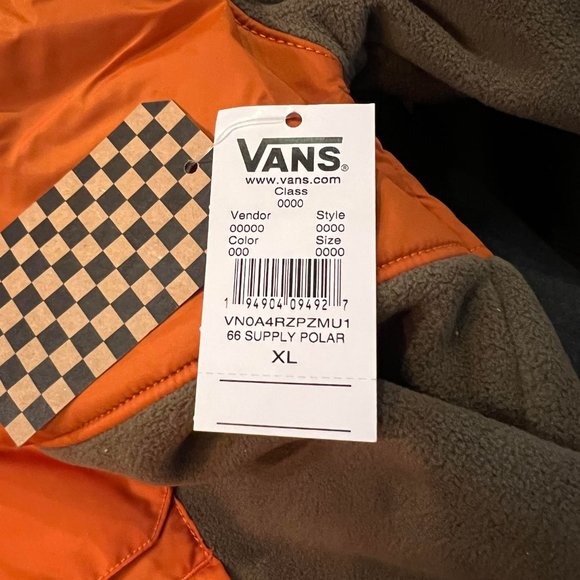 VANS®
www.vans.com
Class
0000
Vendor Style
00000 0000
Color Size
000 0000
1 94904 09492 7
VN0A4RZPZMU1
66 SUPPLY POLAR
XL